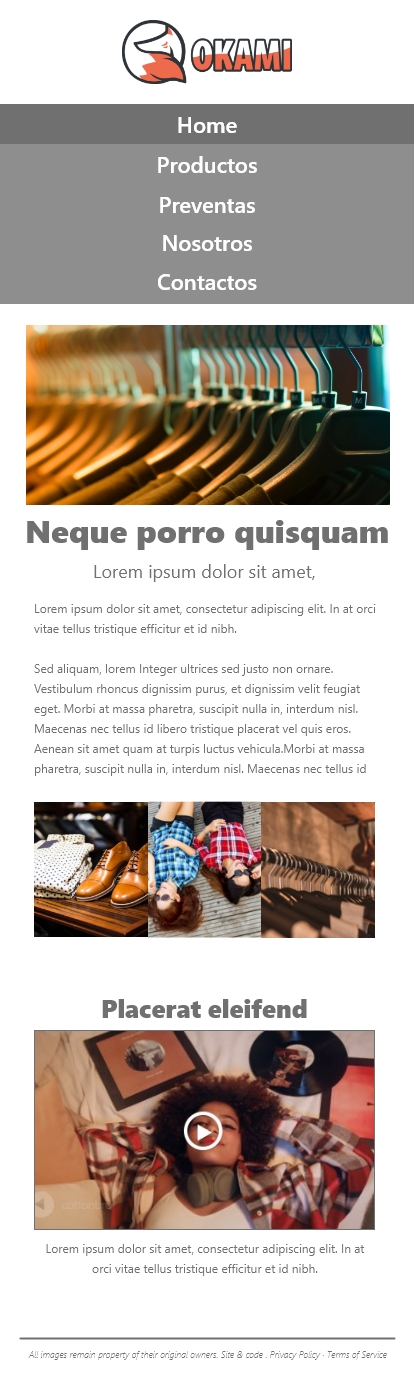 OKAMI
Home
Productos
Preventas
Nosotros
Contactos
M
Neque porro quisquam
Lorem ipsum dolor sit amet,
Lorem ipsum dolor sit amet, consectetur adipiscing elit. In at orci
vitae tellus tristique efficitur et id nibh.
Sed aliquam, lorem Integer ultrices sed justo non ornare.
Vestibulum rhoncus dignissim purus, et dignissim velit feugiat
eget. Morbi at massa pharetra, suscipit nulla in, interdum nisl.
Maecenas nec tellus id libero tristique placerat vel quis eros.
Aenean sit amet quam at turpis luctus vehicula.Morbi at massa
pharetra, suscipit nulla in, interdum nisl. Maecenas nec tellus id
Placerat eleifend
Lorem ipsum dolor sit amet, consectetur adipiscing elit. In at
orci vitae tellus tristique efficitur et id nibh.
All images remain property of their original owners. Site & code . Privacy Policy · Terms of Service